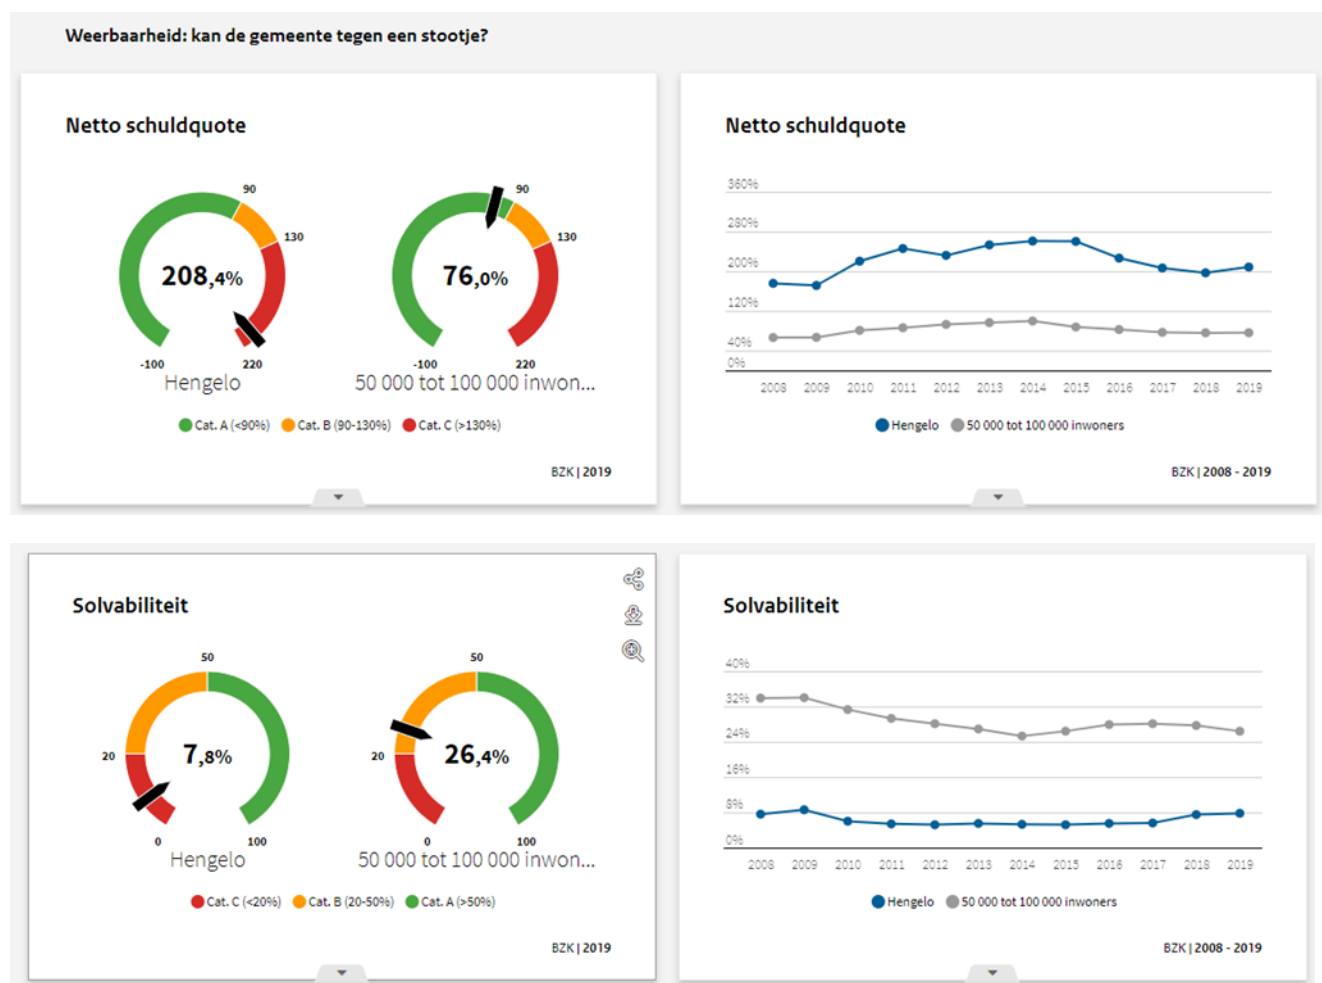 Weerbaarheid: kan de gemeente tegen een stootje?
Netto schuldquote
90
130
208,4%
-100
220
Hengelo
90
130
76,0%
-100
220
50 000 tot 100 000 inwon...
Cat. A (<90%) Cat. B (90-130%) Cat. C (>130%)
BZK | 2019
Netto schuldquote
360%
280%
200%
120%
40%
0%
2008 2009 2010 2011 2012 2013 2014 2015 2016 2017 2018 2019
Hengelo 50 000 tot 100 000 inwoners
BZK | 2008 - 2019
Solvabiliteit
50
20
7,8%
0
100
Hengelo
50
20
26,4%
0
100
50 000 tot 100 000 inwon...
Cat. C (<20%) Cat. B (20-50%) Cat. A (>50%)
BZK | 2019
Solvabiliteit
40%
32%
24%
16%
8%
0%
2008 2009 2010 2011 2012 2013 2014 2015 2016 2017 2018 2019
Hengelo 50 000 tot 100 000 inwoners
BZK | 2008 - 2019